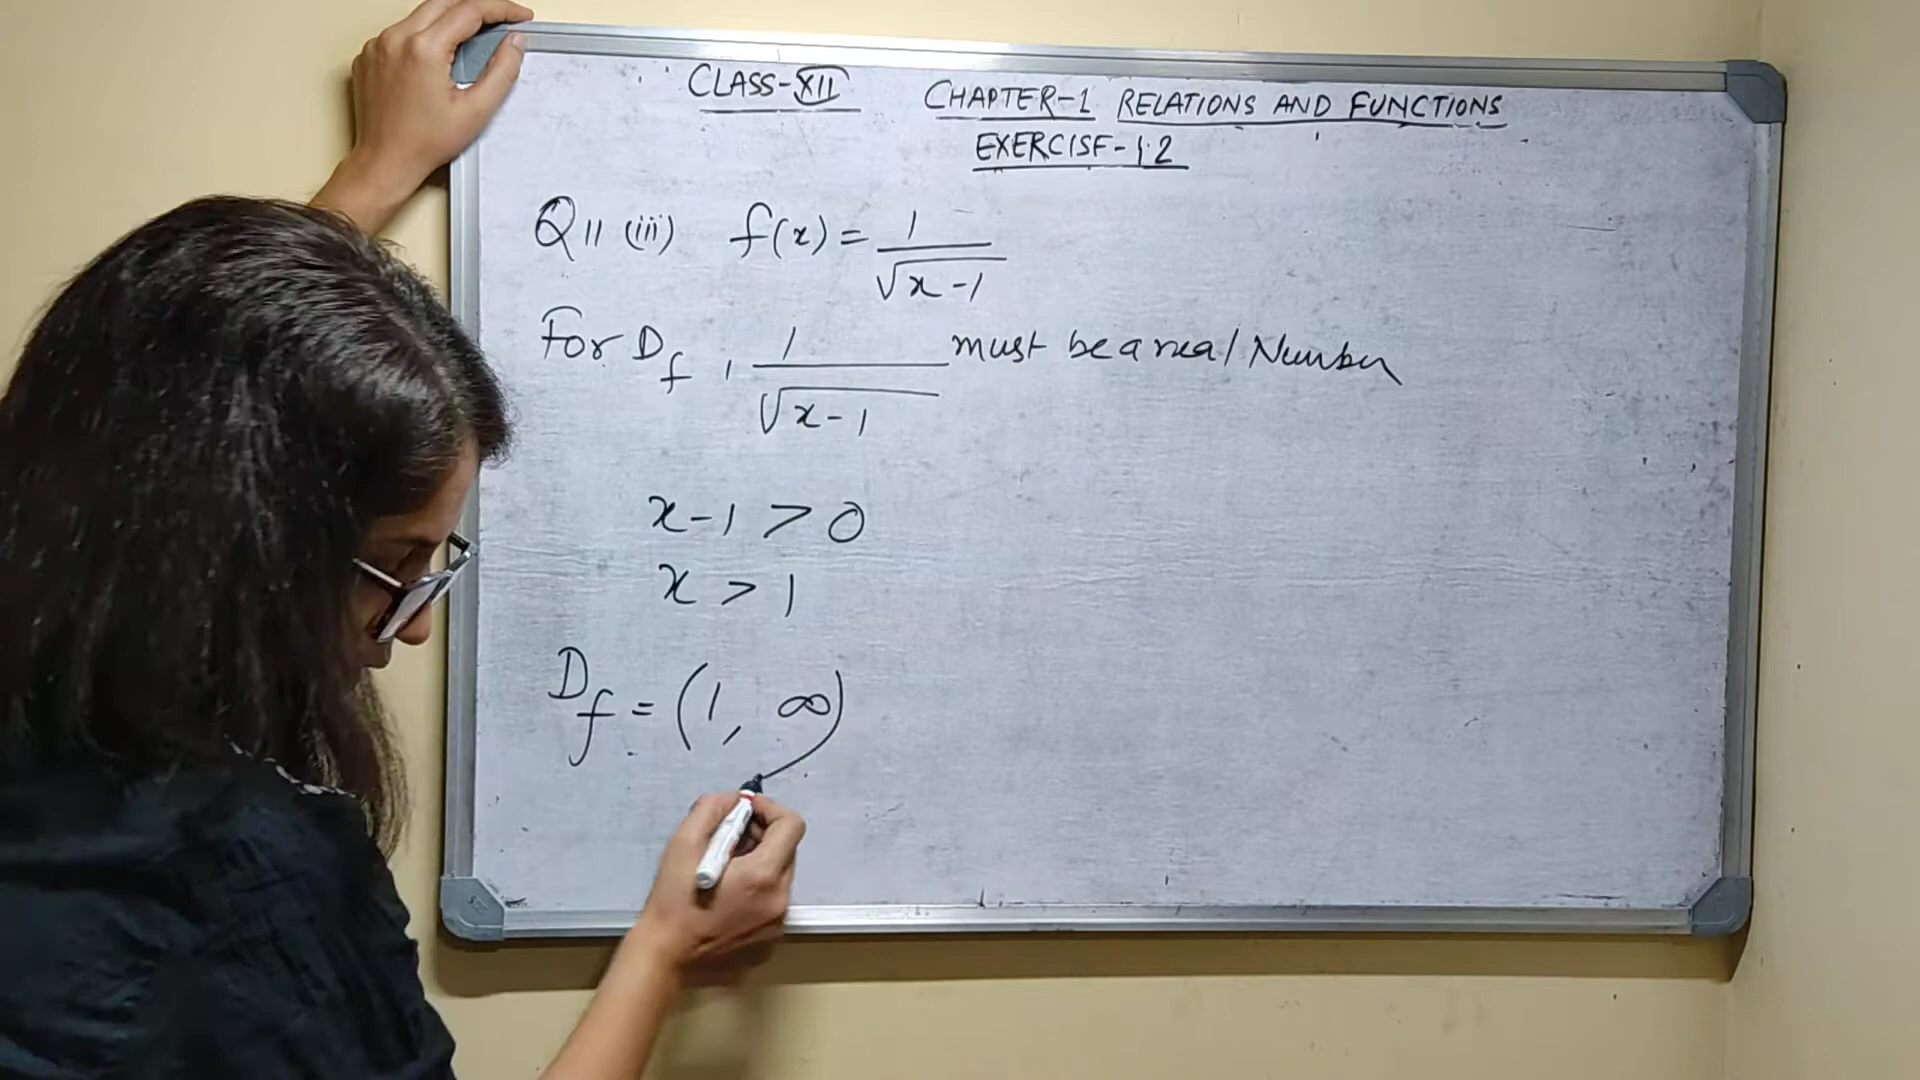 CLASS-XII
CHAPTER-1 RELATIONS AND FUNCTIONS
EXERCISE-1.2
Q11 (iii) f(x) = 1/√x-1
For Df, 1/√x-1 must be a real Number
x-1 > 0
x > 1
Df = (1, ∞)